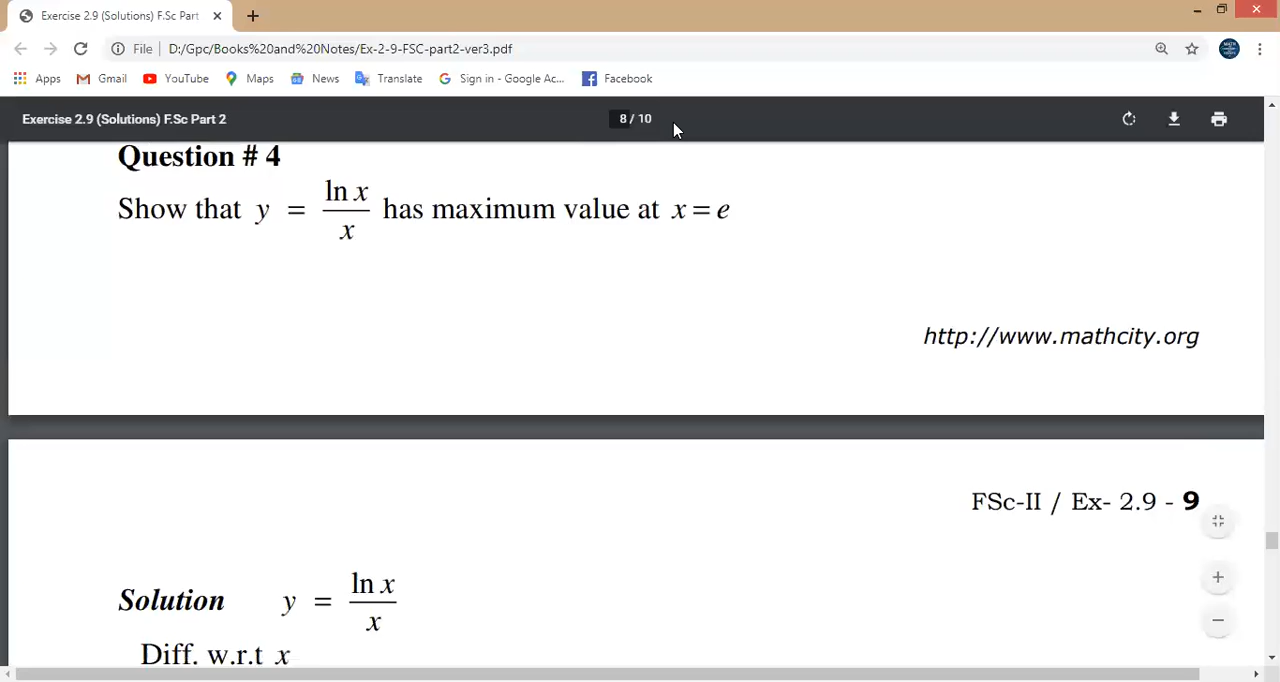 Exercise 2.9 (Solutions) F.Sc Part
File
D:/Gpc/Books%20and%20Notes/Ex-2-9-FSC-part2-ver3.pdf
Apps Gmail YouTube Maps News Translate Sign in - Google Ac... Facebook
Exercise 2.9 (Solutions) F.Sc Part 2 8 / 10
Question # 4
Show that y = ln x / x has maximum value at x = e
http://www.mathcity.org
FSc-II / Ex- 2.9 - 9
Solution y = ln x / x
Diff. w.r.t x